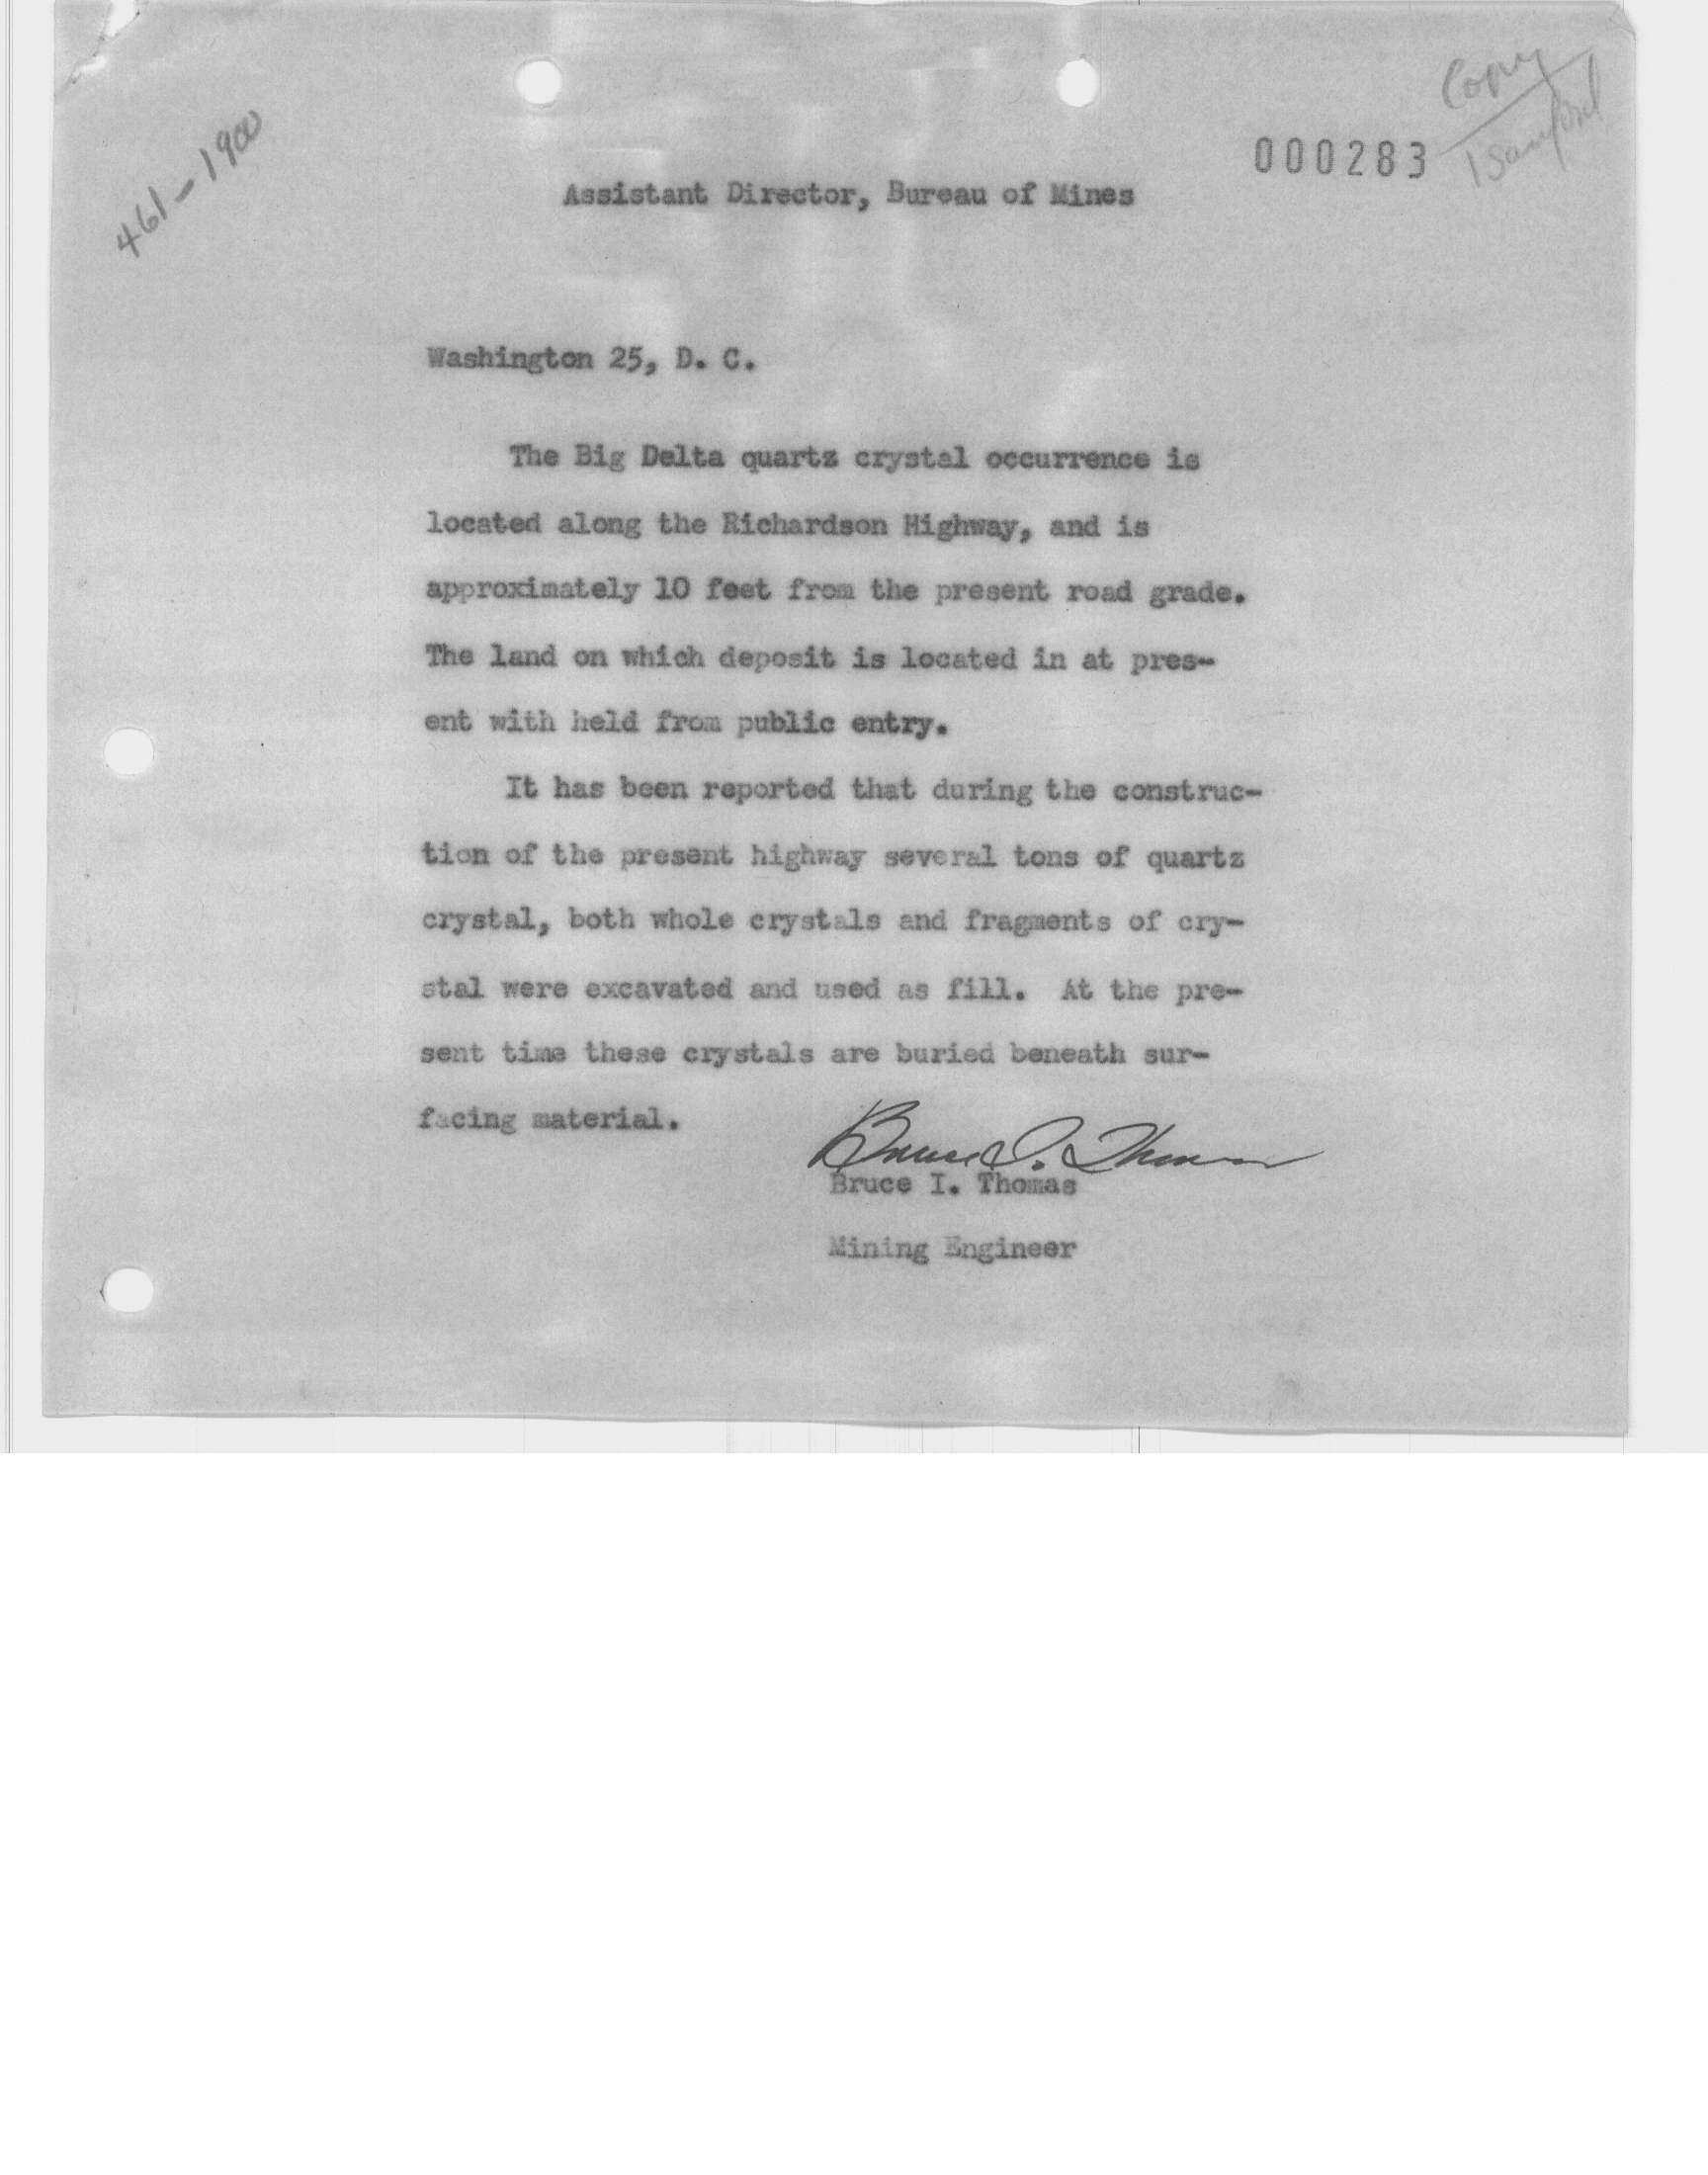 461-1900
Copy
1 Sanford
000283
Assistant Director, Bureau of Mines
Washington 25, D. C.
The Big Delta quartz crystal occurrence is
located along the Richardson Highway, and is
approximately 10 feet from the present road grade.
The land on which deposit is located in at pres-
ent with held from public entry.
It has been reported that during the construc-
tion of the present highway several tons of quartz
crystal, both whole crystals and fragments of cry-
stal were excavated and used as fill. At the pre-
sent time these crystals are buried beneath sur-
facing material.
Bruce I. Thomas
Bruce I. Thomas
Mining Engineer